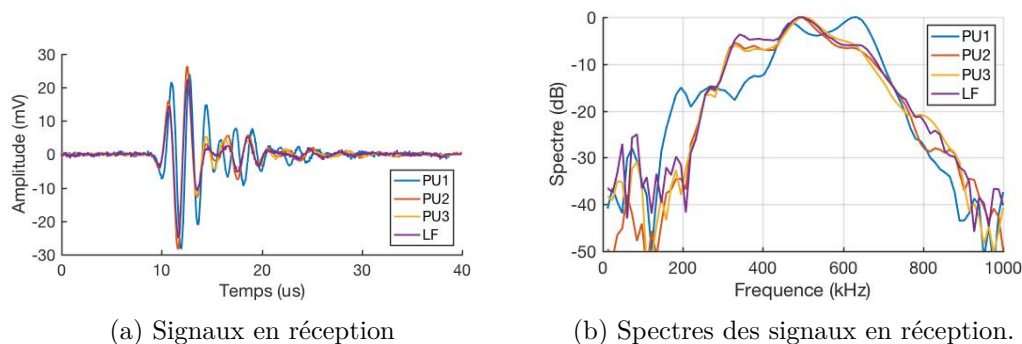 30
20
10
0
-10
-20
-30
Amplitude (mV)
0
10
20
30
40
Temps (us)
PU1
PU2
PU3
LF
(a) Signaux en réception
0
-10
-20
-30
-40
-50
Spectre (dB)
0
200
400
600
800
1000
Frequence (kHz)
PU1
PU2
PU3
LF
(b) Spectres des signaux en réception.